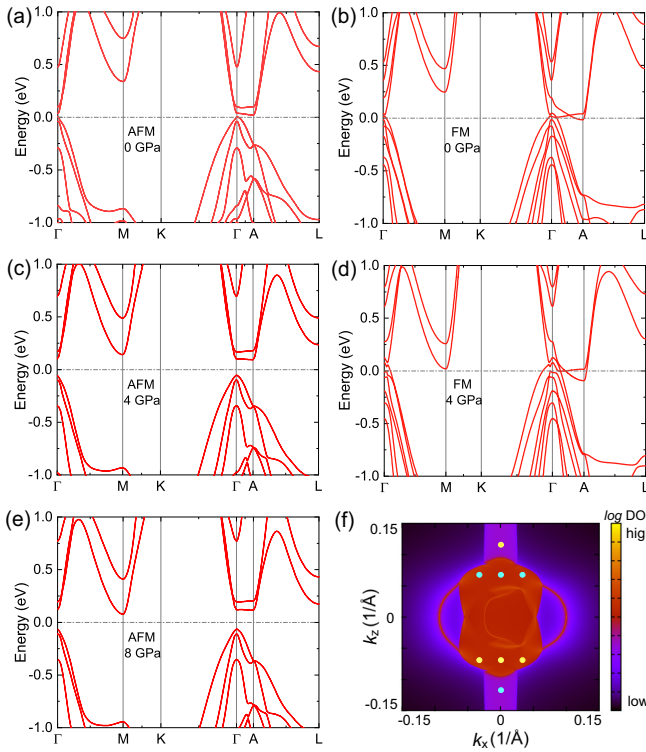 (a)
1.0
0.5
0.0
-0.5
-1.0
Energy (eV)
AFM
0 GPa
Γ M K Γ A L
(b)
1.0
0.5
0.0
-0.5
-1.0
Energy (eV)
FM
0 GPa
Γ M K Γ A L
(c)
1.0
0.5
0.0
-0.5
-1.0
Energy (eV)
AFM
4 GPa
Γ M K Γ A L
(d)
1.0
0.5
0.0
-0.5
-1.0
Energy (eV)
FM
4 GPa
Γ M K Γ A L
(e)
1.0
0.5
0.0
-0.5
-1.0
Energy (eV)
AFM
8 GPa
Γ M K Γ A L
(f)
0.15
0
-0.15
kz (1/Å)
-0.15 0 0.15
kx (1/Å)
log DO
high
low